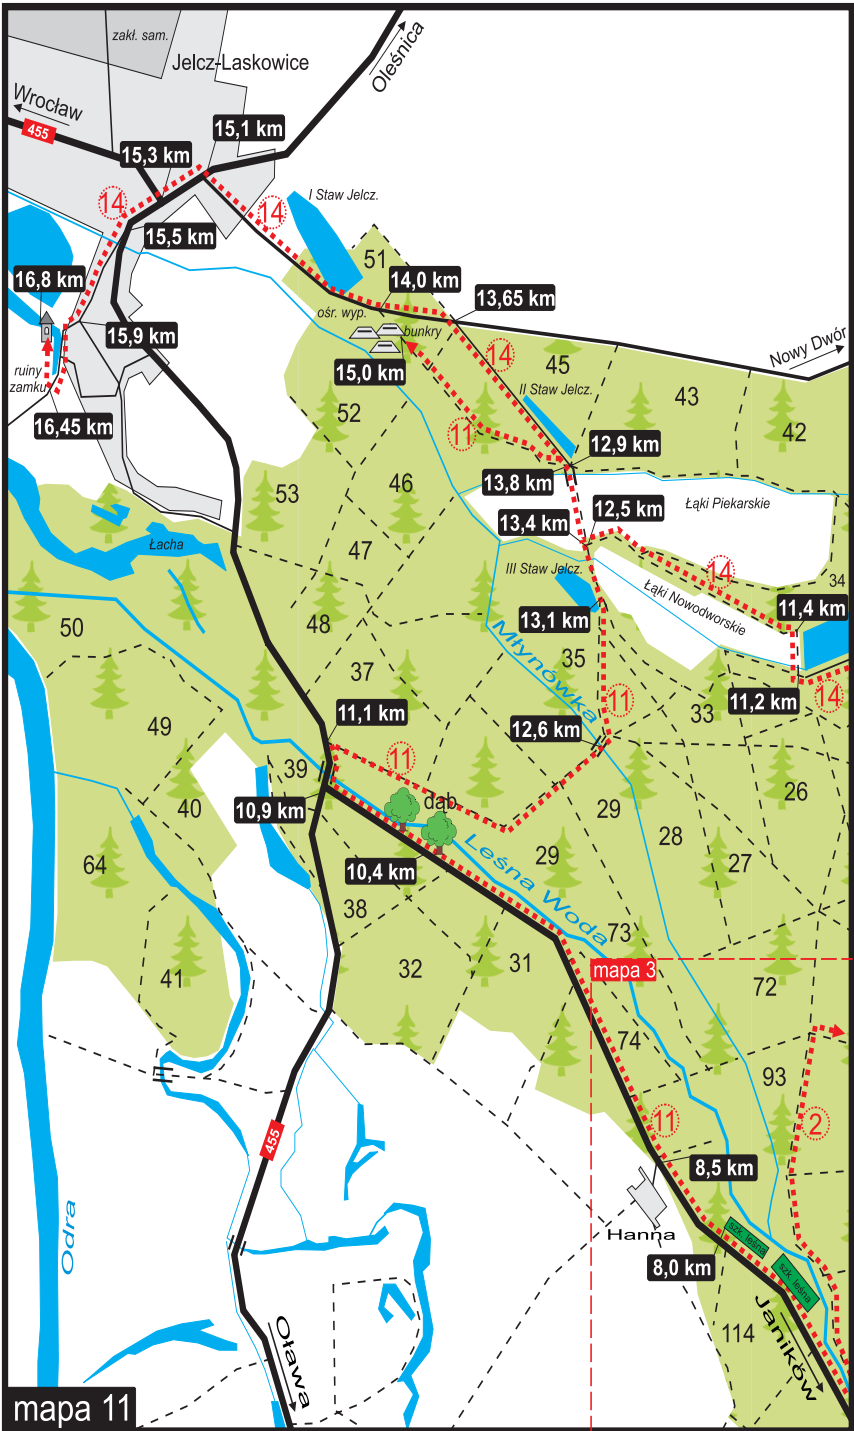 zakł. sam.
Jelcz-Laskowice
Oleśnica
Wrocław
455
15,1 km
15,3 km
14
14
I Staw Jelcz.
15,5 km
51
16,8 km
14,0 km
13,65 km
ośr. wyp.
bunkry
15,9 km
Nowy Dwór
14
45
ruiny
zamku
15,0 km
II Staw Jelcz.
43
52
16,45 km
11
42
12,9 km
13,8 km
46
53
Łąki Piekarskie
12,5 km
13,4 km
Łacha
47
III Staw Jelcz.
14
34
Łąki Nowodworskie
11,4 km
50
48
13,1 km
Młynówka
35
37
11,2 km
14
11
33
11,1 km
49
12,6 km
11
39
26
40
10,9 km
dąb
29
28
64
10,4 km
Leśna Woda
29
27
38
73
31
32
mapa 3
41
72
74
93
11
2
455
8,5 km
Odra
Hanna
szk. leśna
8,0 km
szk. leśna
Janików
114
Oława
mapa 11